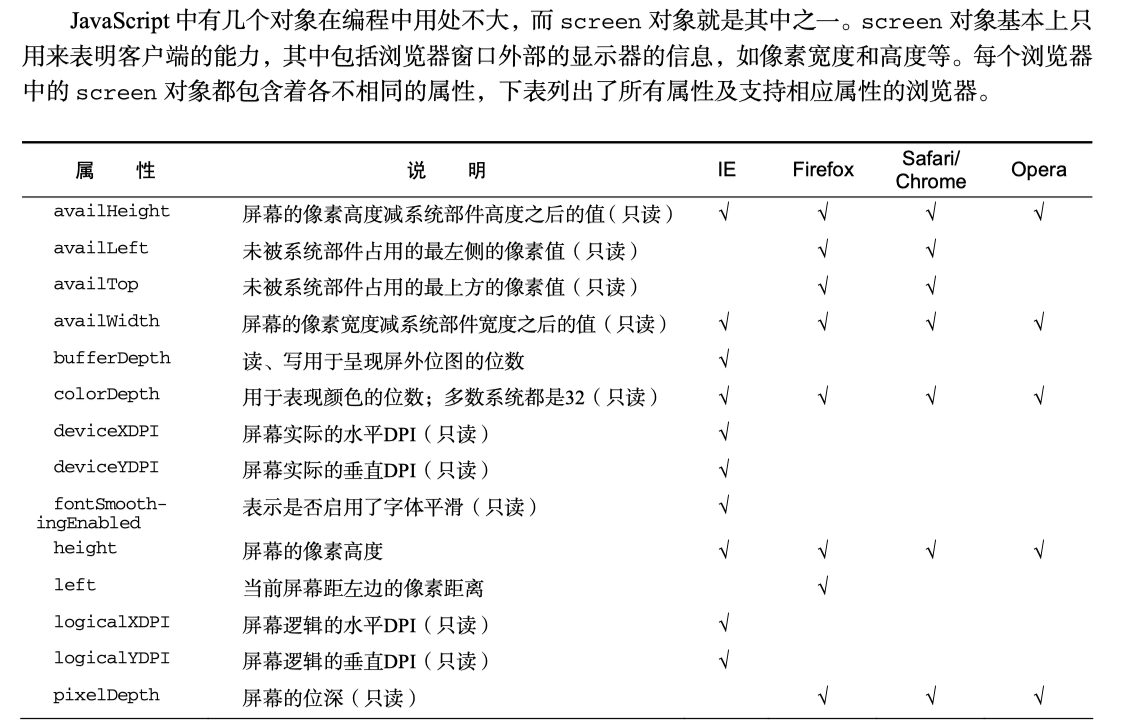 JavaScript 中有几个对象在编程中用处不大，而 screen 对象就是其中之一。screen 对象基本上只
用来表明客户端的能力，其中包括浏览器窗口外部的显示器的信息，如像素宽度和高度等。每个浏览器
中的 screen 对象都包含着各不相同的属性，下表列出了所有属性及支持相应属性的浏览器。
属 性 说 明 IE Firefox Safari/
Chrome Opera
availHeight 屏幕的像素高度减系统部件高度之后的值（只读） √ √ √ √
availLeft 未被系统部件占用的最左侧的像素值（只读） √ √
availTop 未被系统部件占用的最上方的像素值（只读） √ √
availWidth 屏幕的像素宽度减系统部件宽度之后的值（只读） √ √ √ √
bufferDepth 读、写用于呈现屏外位图的位数 √
colorDepth 用于表现颜色的位数；多数系统都是32（只读） √ √ √ √
deviceXDPI 屏幕实际的水平DPI（只读） √
deviceYDPI 屏幕实际的垂直DPI（只读） √
fontSmooth- 表示是否启用了字体平滑（只读） √
ingEnabled
height 屏幕的像素高度 √ √ √ √
left 当前屏幕距左边的像素距离 √
logicalXDPI 屏幕逻辑的水平DPI（只读） √
logicalYDPI 屏幕逻辑的垂直DPI（只读） √
pixelDepth 屏幕的位深（只读） √ √ √